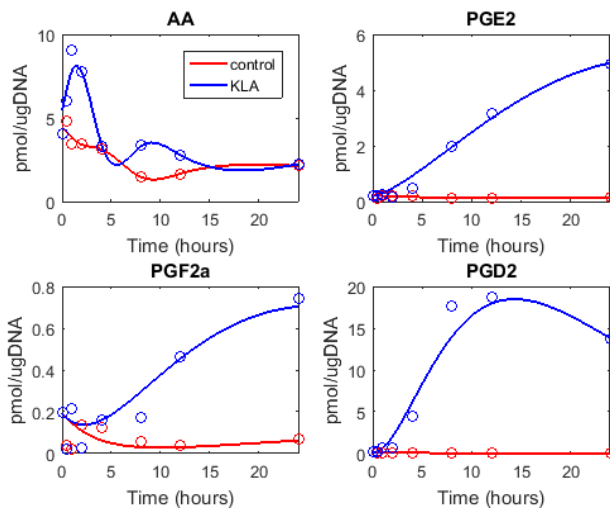 AA
PGE2
10
5
0
pmol/ugDNA
control
KLA
0 5 10 15 20
Time (hours)
6
4
2
0
pmol/ugDNA
0 5 10 15 20
Time (hours)
PGF2a
PGD2
0.8
0.6
0.4
0.2
0
pmol/ugDNA
0 5 10 15 20
Time (hours)
20
15
10
5
0
pmol/ugDNA
0 5 10 15 20
Time (hours)